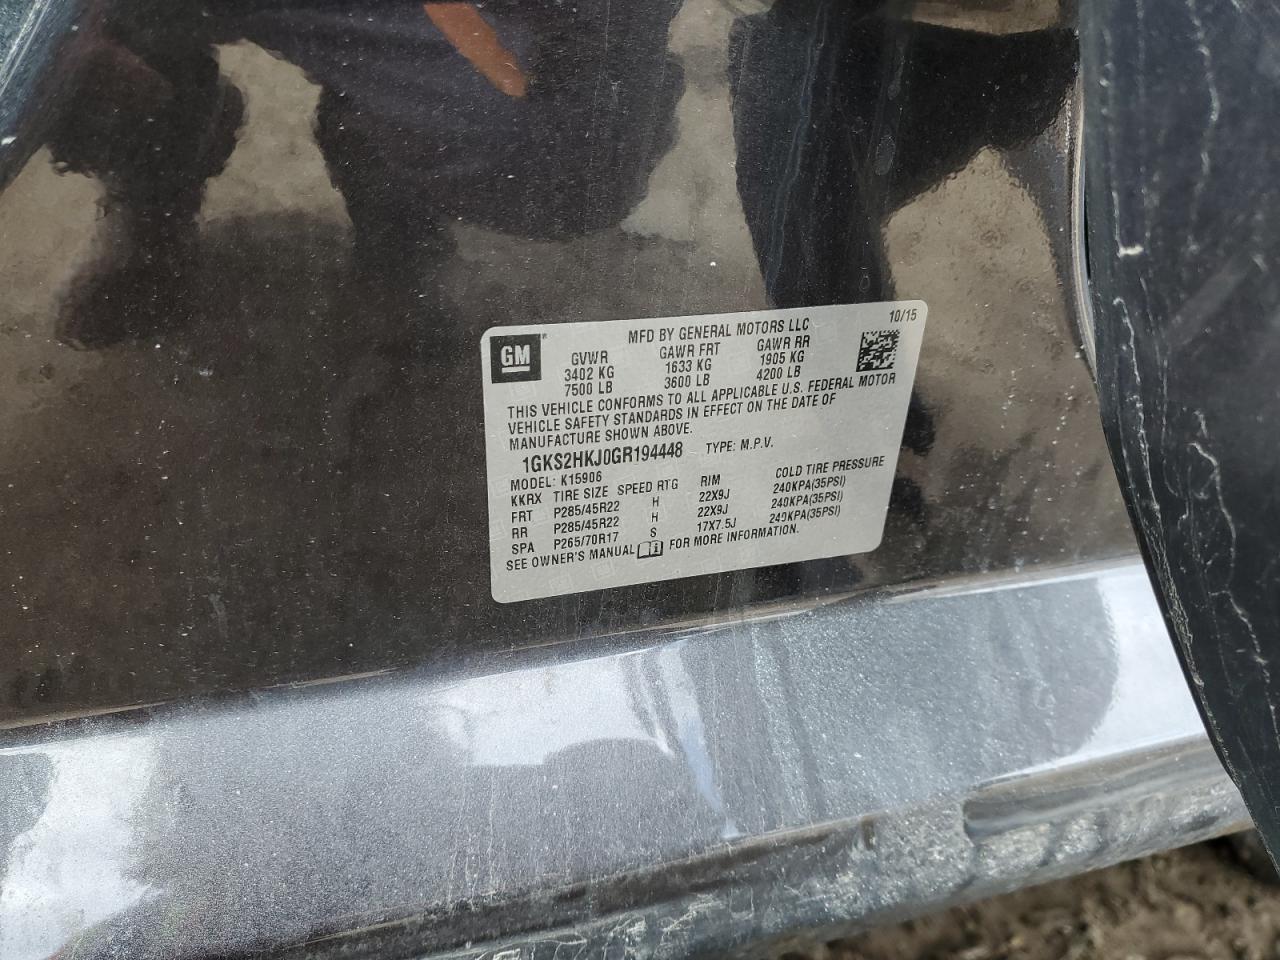 GM
MFD BY GENERAL MOTORS LLC 10/15
GVWR GAWR FRT GAWR RR
3402 KG 1633 KG 1905 KG
7500 LB 3600 LB 4200 LB
THIS VEHICLE CONFORMS TO ALL APPLICABLE U.S. FEDERAL MOTOR
VEHICLE SAFETY STANDARDS IN EFFECT ON THE DATE OF
MANUFACTURE SHOWN ABOVE.
1GKS2HKJ0GR194448 TYPE: M.P.V.
MODEL: K15906
KKRX TIRE SIZE SPEED RTG RIM COLD TIRE PRESSURE
FRT P285/45R22 H 22X9J 240KPA(35PSI)
RR P285/45R22 H 22X9J 240KPA(35PSI)
SPA P265/70R17 S 17X7.5J 240KPA(35PSI)
SEE OWNER'S MANUAL FOR MORE INFORMATION.